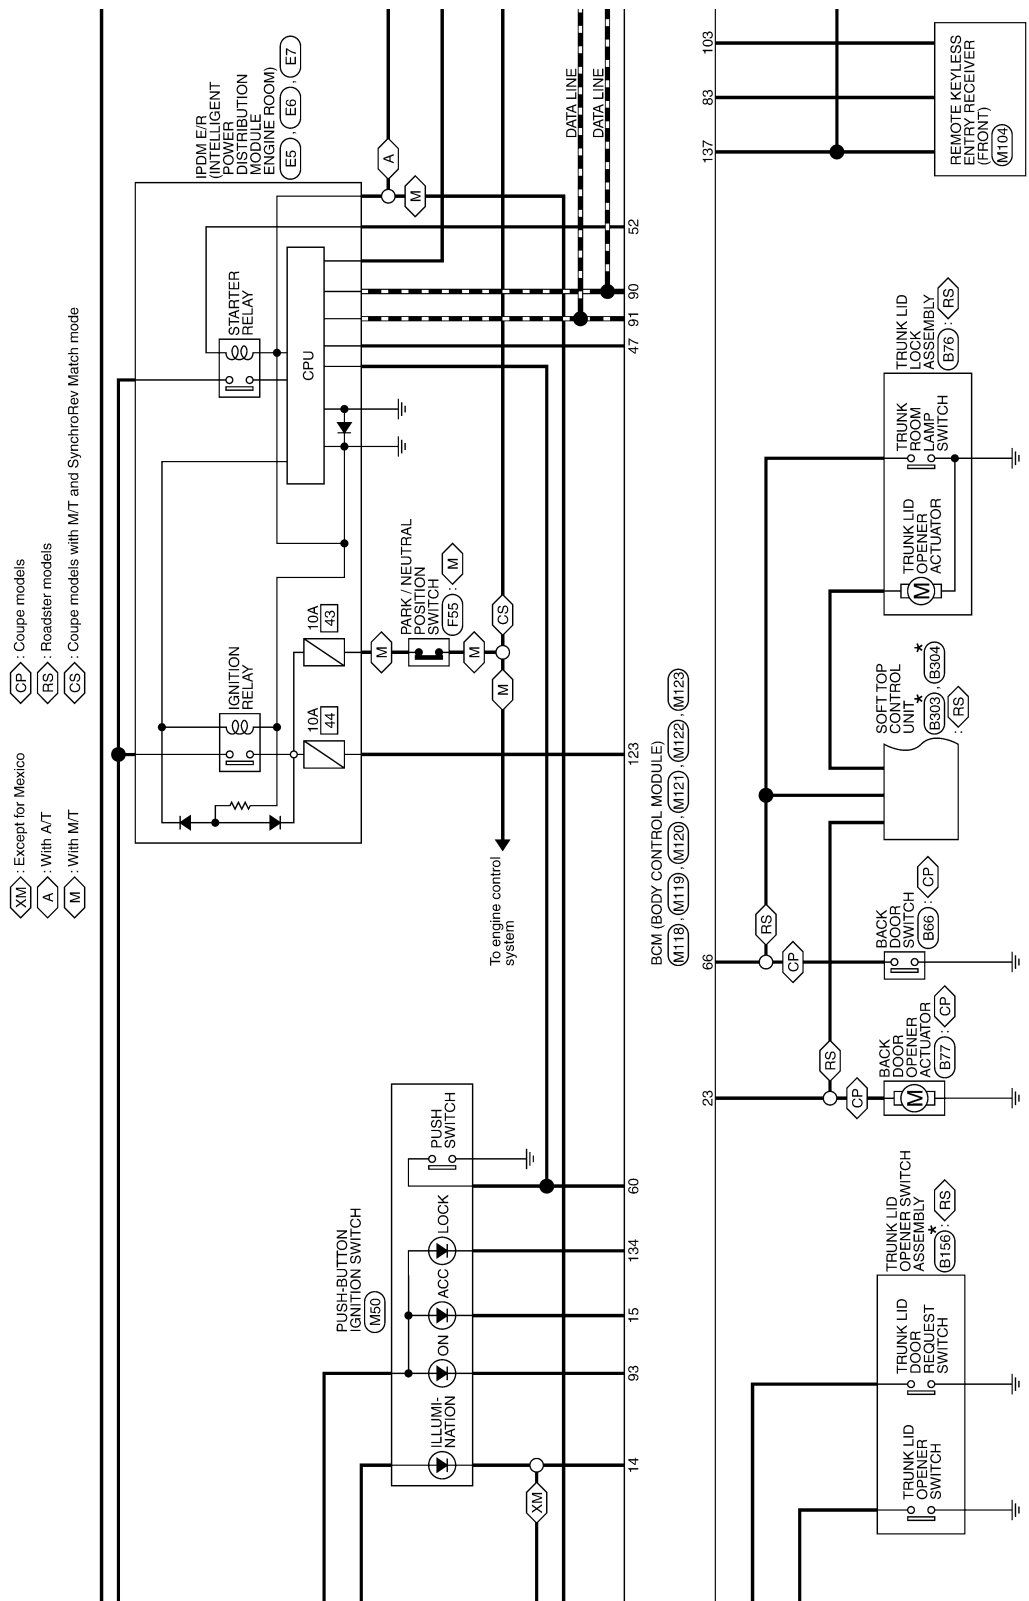 XM : Except for Mexico
A : With A/T
M : With M/T
CP : Coupe models
RS : Roadster models
CS : Coupe models with M/T and SynchroRev Match mode
IPDM E/R
(INTELLIGENT
POWER
DISTRIBUTION
MODULE
ENGINE ROOM)
E5 , E6 , E7
IGNITION
RELAY
10A
44
10A
43
STARTER
RELAY
CPU
A
M
DATA LINE
DATA LINE
PARK / NEUTRAL
POSITION
SWITCH
F55 : M
M
M
M
CS
To engine control
system
PUSH-BUTTON
IGNITION SWITCH
M50
ILLUMI-
NATION
ON
ACC
LOCK
PUSH
SWITCH
XM
14
93
15
134
60
123
47
91
90
52
BCM (BODY CONTROL MODULE)
M118 , M119 , M120 , M121 , M122 , M123
23
66
137
83
103
TRUNK LID
OPENER SWITCH
ASSEMBLY
B156 * : RS
TRUNK LID
OPENER
SWITCH
TRUNK LID
DOOR
REQUEST
SWITCH
RS
CP
BACK
DOOR
OPENER
ACTUATOR
B77 : CP
M
RS
CP
BACK
DOOR
SWITCH
B66 : CP
SOFT TOP
CONTROL
UNIT
B303 * , B304 *
: RS
TRUNK LID
LOCK
ASSEMBLY
B76 : RS
TRUNK LID
OPENER
ACTUATOR
M
TRUNK
ROOM
LAMP
SWITCH
REMOTE KEYLESS
ENTRY RECEIVER
(FRONT)
M104